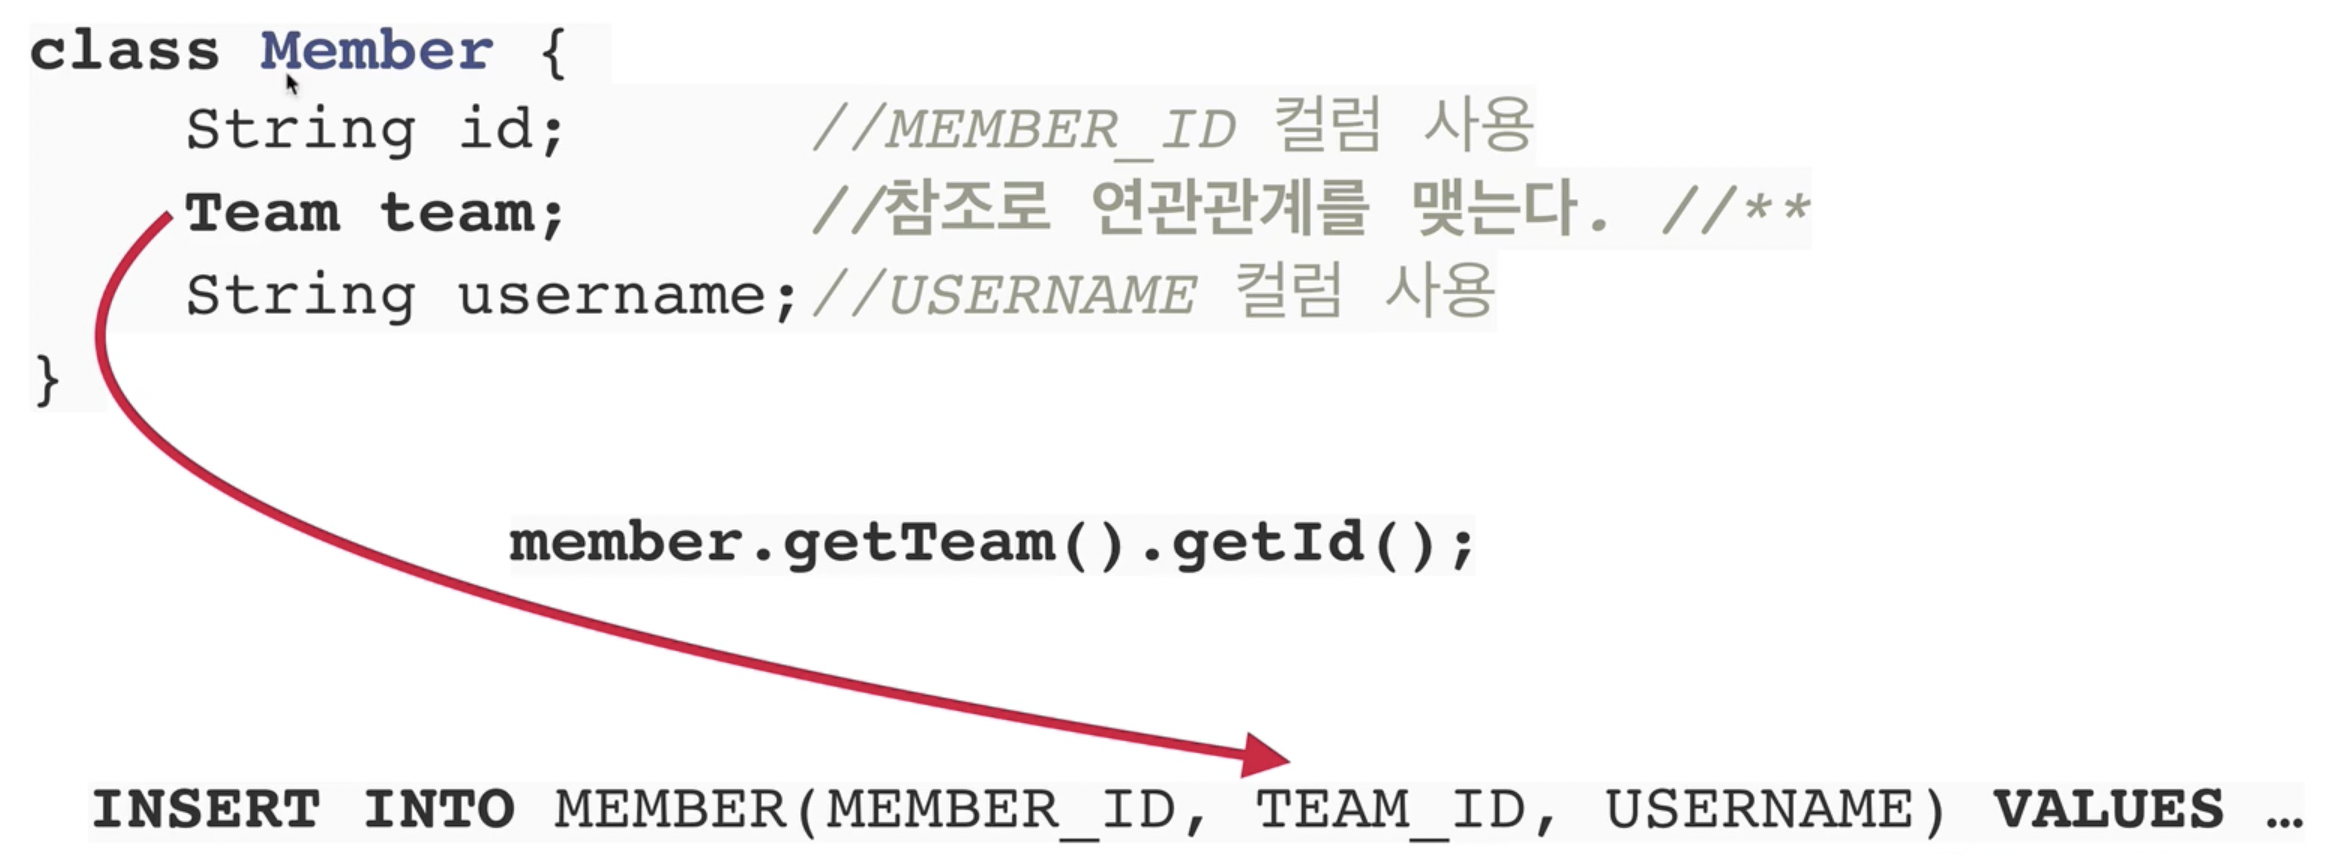 class Member {
String id; //MEMBER_ID 컬럼 사용
Team team; //참조로 연관관계를 맺는다. //**
String username;//USERNAME 컬럼 사용
}
member.getTeam().getId();
INSERT INTO MEMBER(MEMBER_ID, TEAM_ID, USERNAME) VALUES …